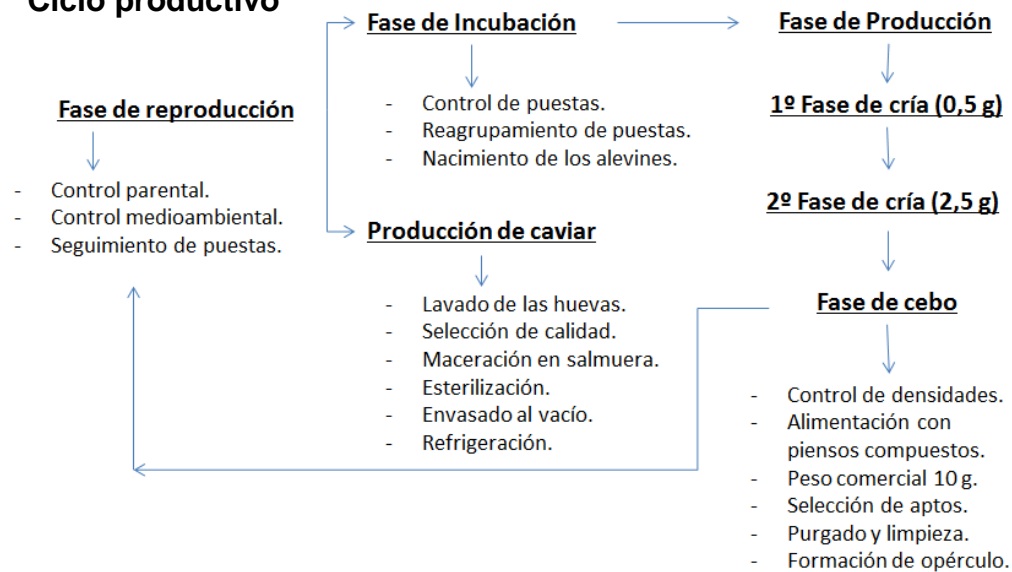 Ciclo productivo
Fase de reproducción
- Control parental.
- Control medioambiental.
- Seguimiento de puestas.
Fase de Incubación
- Control de puestas.
- Reagrupamiento de puestas.
- Nacimiento de los alevines.
Producción de caviar
- Lavado de las huevas.
- Selección de calidad.
- Maceración en salmuera.
- Esterilización.
- Envasado al vacío.
- Refrigeración.
Fase de Producción
1º Fase de cría (0,5 g)
2º Fase de cría (2,5 g)
Fase de cebo
- Control de densidades.
- Alimentación con
piensos compuestos.
- Peso comercial 10 g.
- Selección de aptos.
- Purgado y limpieza.
- Formación de opérculo.